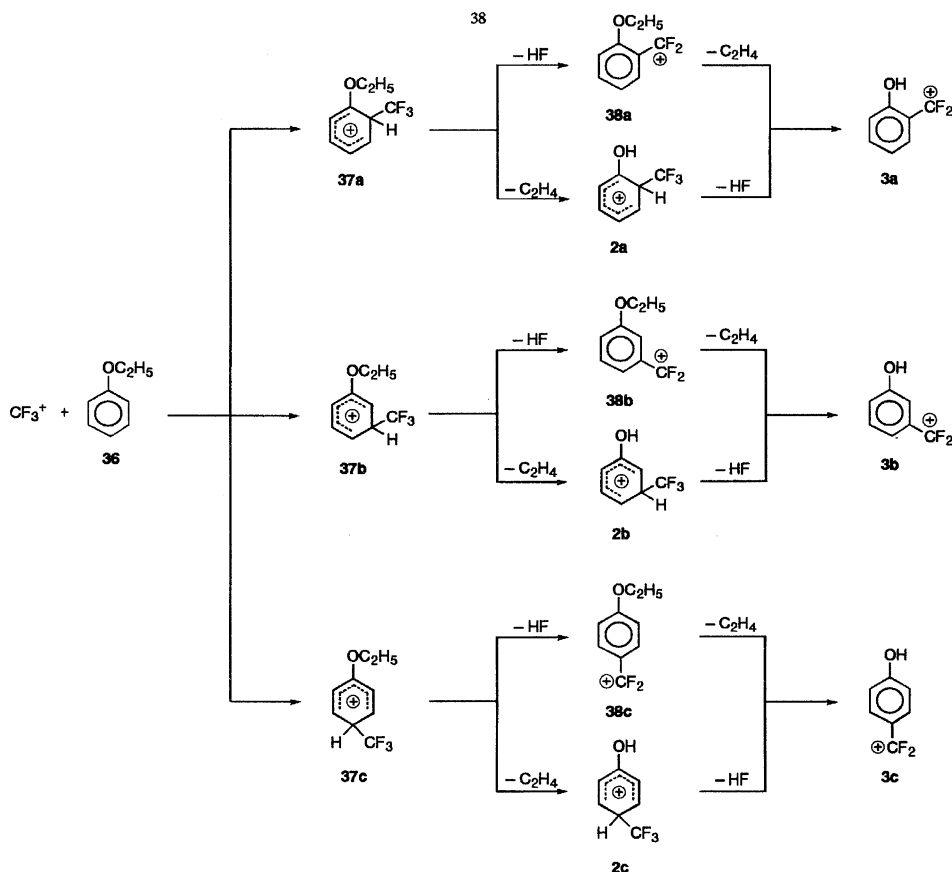 38
OC₂H₅
CF₂
⊕
– HF
– C₂H₄
OC₂H₅
CF₃
H
⊕
38a
OH
⊕
CF₂
37a
OH
CF₃
H
⊕
– C₂H₄
– HF
3a
2a
OC₂H₅
– HF
– C₂H₄
⊕
CF₂
OH
OC₂H₅
OC₂H₅
CF₃
H
⊕
38b
⊕
CF₂
CF₃⁺ +
36
37b
OH
– C₂H₄
– HF
3b
CF₃
H
⊕
2b
OC₂H₅
– HF
– C₂H₄
OC₂H₅
⊕
CF₂
OH
⊕
38c
H
CF₃
OH
⊕
CF₂
37c
– C₂H₄
– HF
3c
⊕
H
CF₃
2c